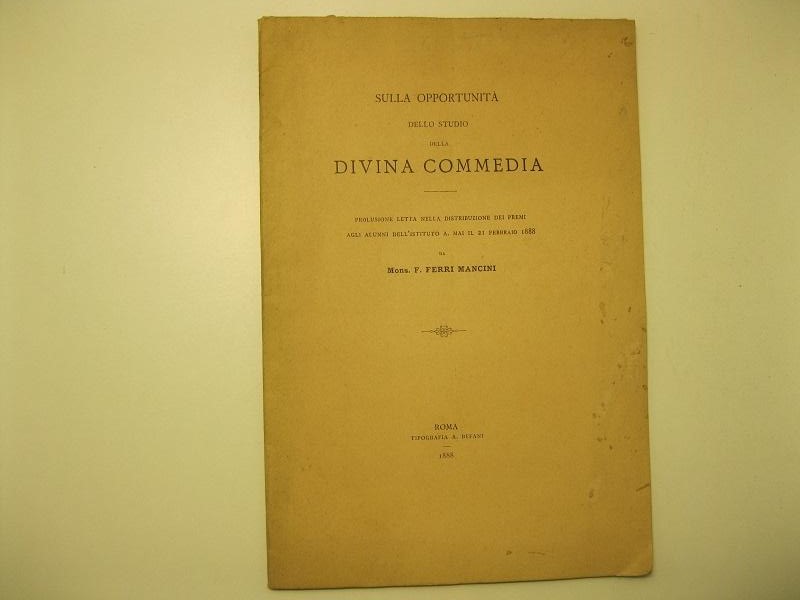 SULLA OPPORTUNITÀ
DELLO STUDIO
DELLA
DIVINA COMMEDIA
PROLUSIONE LETTA NELLA DISTRIBUZIONE DEI PREMI
AGLI ALUNNI DELL'ISTITUTO A. MAI IL 21 FEBBRAIO 1888
DA
Mons. F. FERRI MANCINI
ROMA
TIPOGRAFIA A. BEFANI
1888